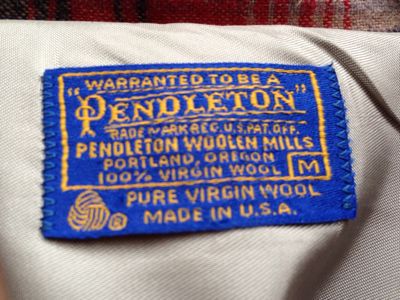 WARRANTED TO BE A
"PENDLETON"
TRADE MARK REG. U.S. PAT. OFF.
PENDLETON WOOLEN MILLS
PORTLAND, OREGON
100% VIRGIN WOOL M
PURE VIRGIN WOOL
® MADE IN U.S.A.